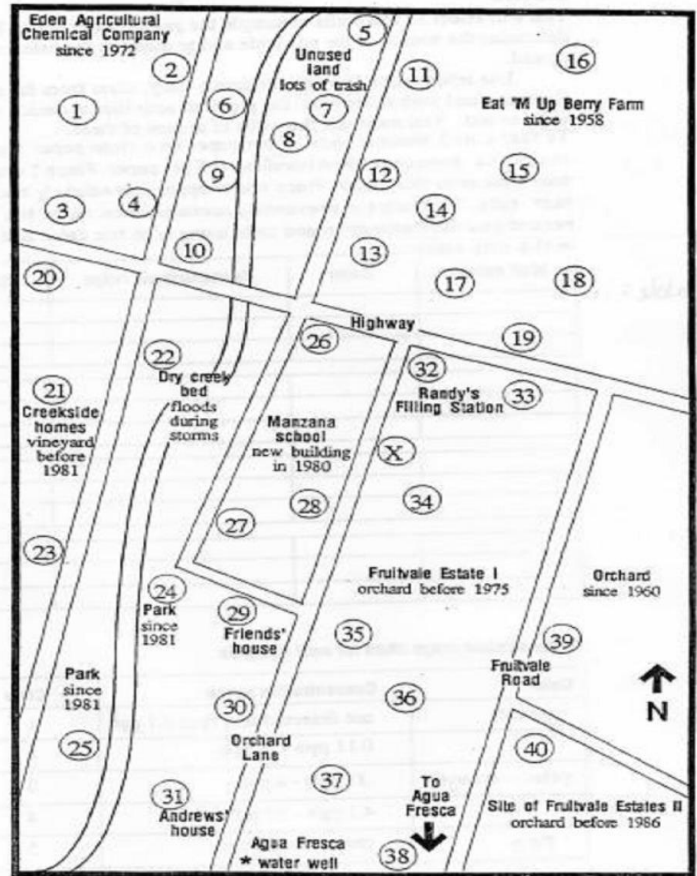 Eden Agricultural
Chemical Company
since 1972
5
2
Unused
land
lots of trash
16
11
Eat 'M Up Berry Farm
since 1958
1
6
7
8
9
12
15
3
4
14
10
13
20
17
18
Highway
26
19
22
Dry creek
bed
floods
during
storms
32
Randy's
Filling Station
33
21
Creekside
homes
vineyard
before
1981
Manzana
school
new building
in 1980
X
28
34
27
23
24
Park
since
1981
Fruitvale Estate I
orchard before 1975
Orchard
since 1960
29
Friends'
house
35
39
Fruitvale
Road
Park
since
1981
36
N
30
25
Orchard
Lane
40
37
To
Agua
Fresca
31
Andrews'
house
Site of Fruitvale Estates II
orchard before 1986
Agua Fresca
* water well
38